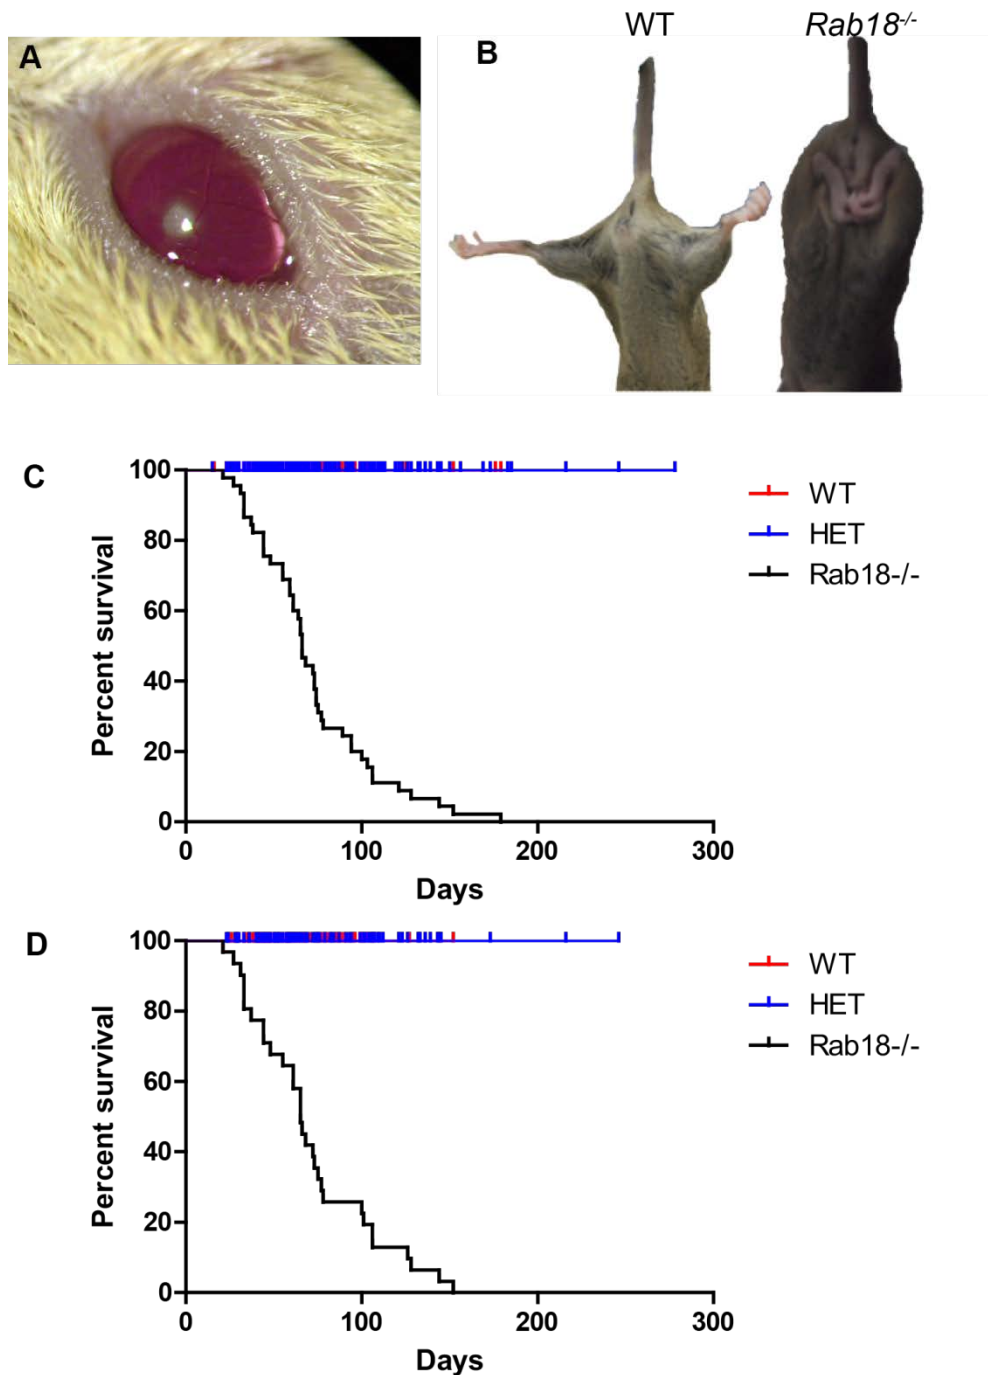 WT Rab18-/-
A
B
C
Percent survival
100
80
60
40
20
0
0 100 200 300
Days
WT
HET
Rab18-/-
D
Percent survival
100
80
60
40
20
0
0 100 200 300
Days
WT
HET
Rab18-/-